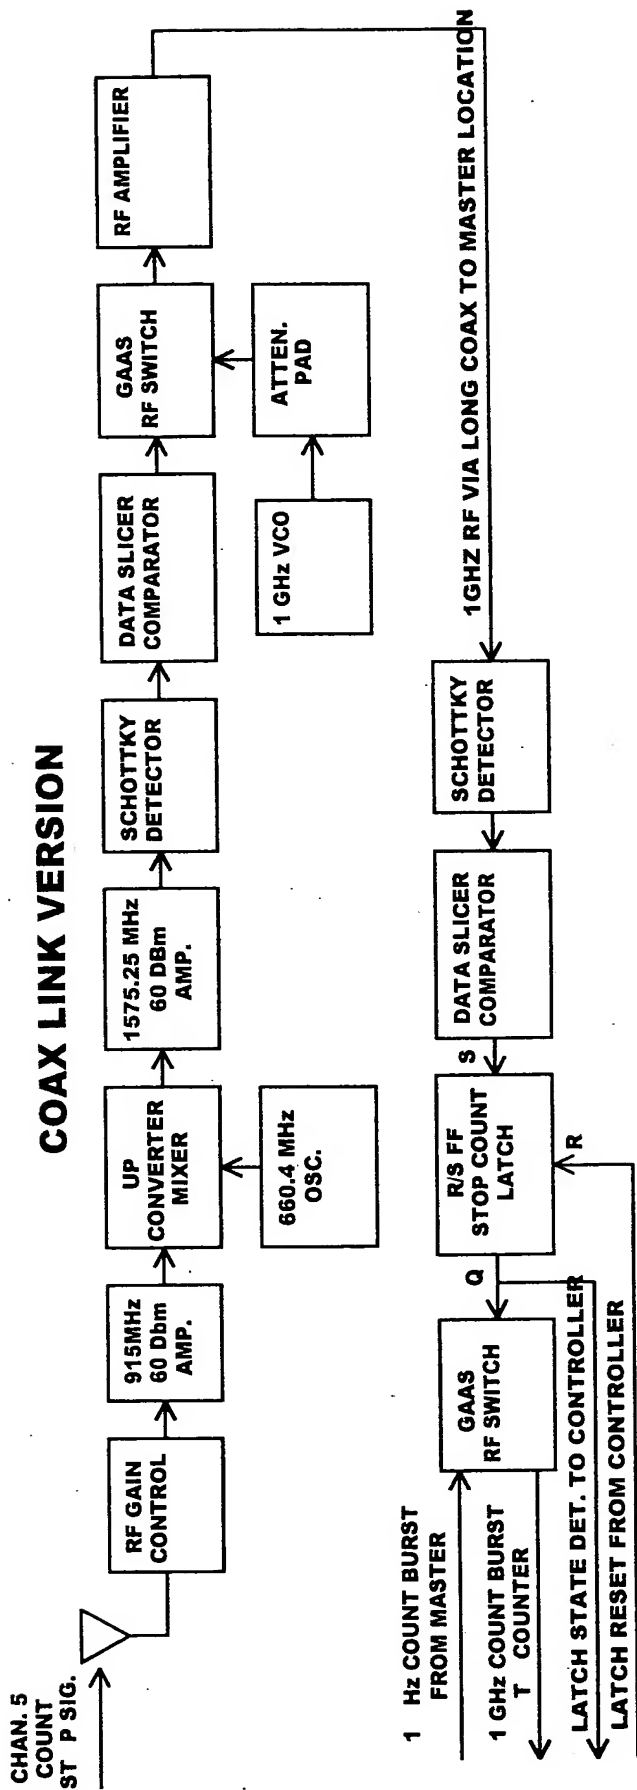 COAX LINK VERSION
CHAN. 5
COUNT
ST P SIG.
RF GAIN
CONTROL
915MHz
60 Dbm
AMP.
UP
CONVERTER
MIXER
660.4 MHz
OSC.
1575.25 MHz
60 DBm
AMP.
SCHOTTKY
DETECTOR
DATA SLICER
COMPARATOR
GAAS
RF SWITCH
1 GHz VCO
ATTEN.
PAD
RF AMPLIFIER
1GHZ RF VIA LONG COAX TO MASTER LOCATION
SCHOTTKY
DETECTOR
DATA SLICER
COMPARATOR
S
R/S FF
STOP COUNT
LATCH
R
Q
GAAS
RF SWITCH
1 Hz COUNT BURST
FROM MASTER
1 GHz COUNT BURST
T COUNTER
LATCH STATE DET. TO CONTROLLER
LATCH RESET FROM CONTROLLER